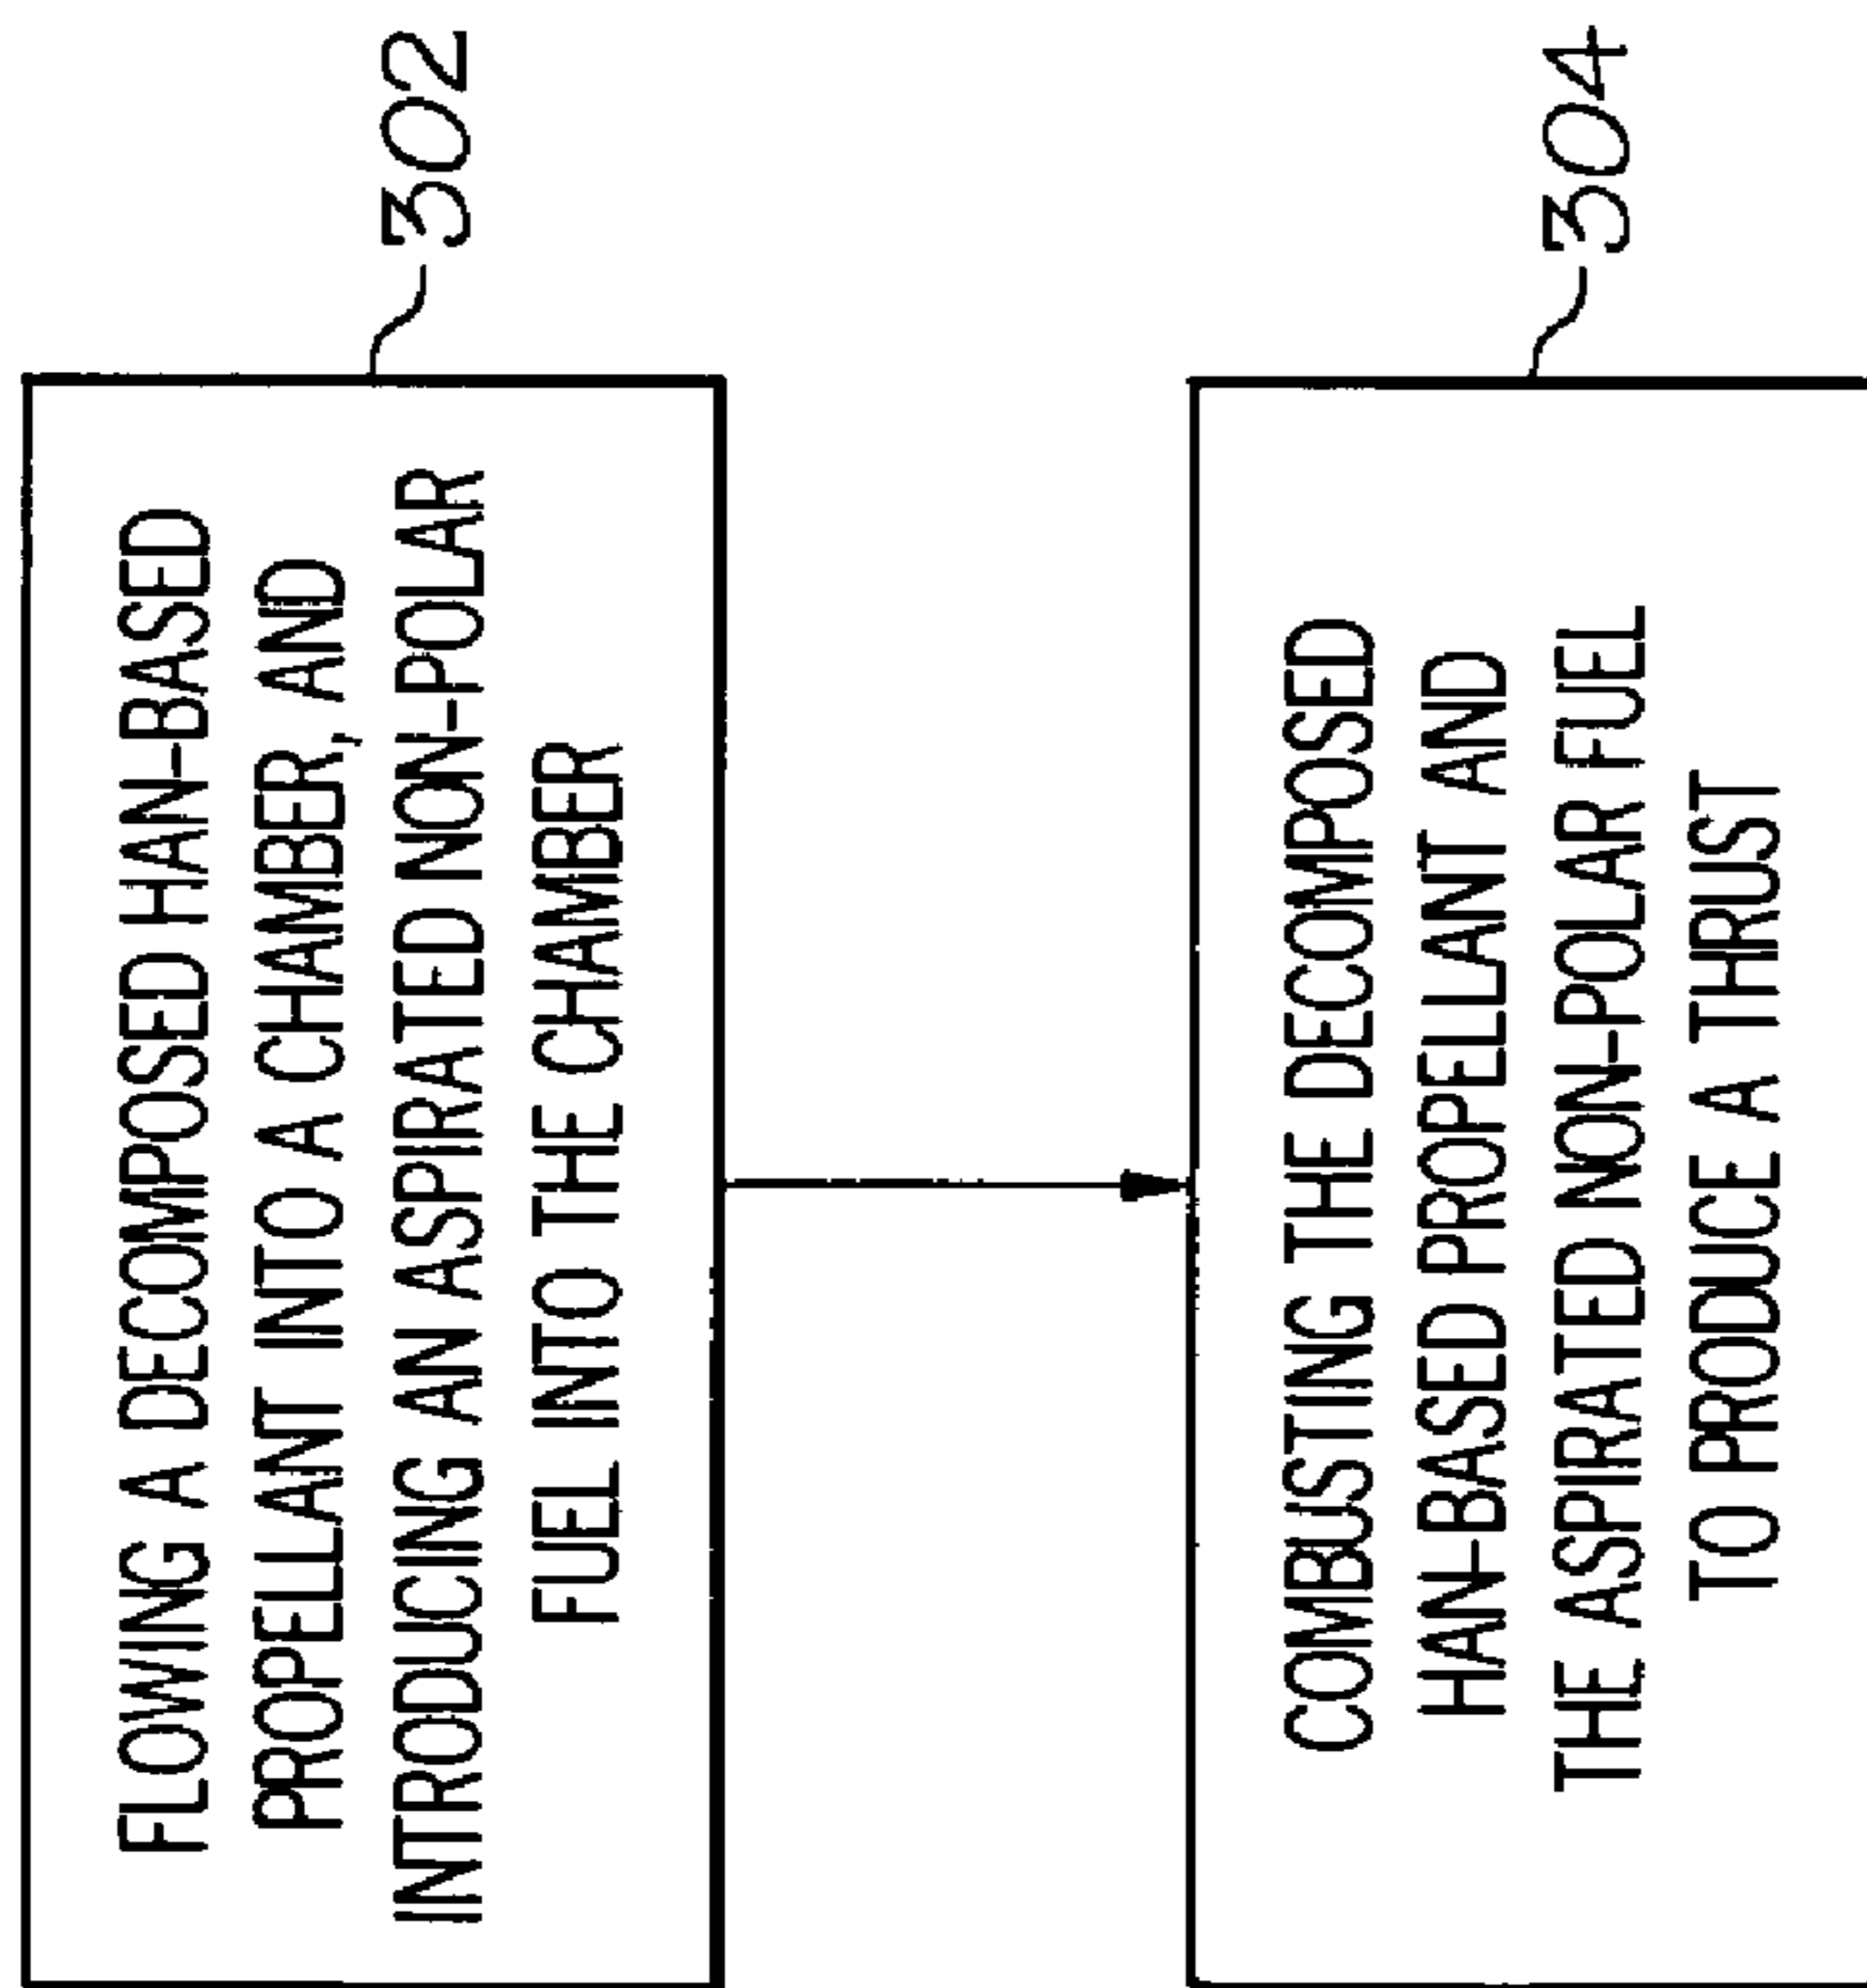 FLOWING A DECOMPOSED HAN-BASED
PROPELLANT INTO A CHAMBER, AND
INTRODUCING AN ASPIRATED NON-POLAR
FUEL INTO THE CHAMBER
302
COMBUSTING THE DECOMPOSED
HAN-BASED PROPELLANT AND
THE ASPIRATED NON-POLAR FUEL
TO PRODUCE A THRUST
304